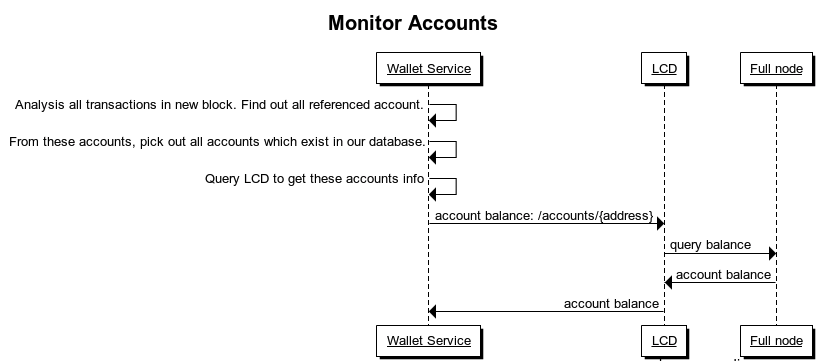 Monitor Accounts
Wallet Service LCD Full node
Analysis all transactions in new block. Find out all referenced account.
From these accounts, pick out all accounts which exist in our database.
Query LCD to get these accounts info
account balance: /accounts/{address}
query balance
account balance
account balance
Wallet Service LCD Full node